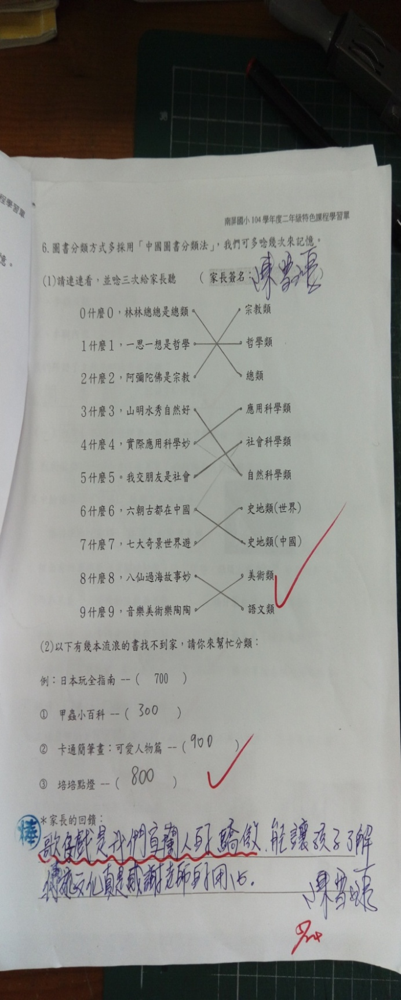 程學習單
憶。
南屏國小104學年度二年級特色課程學習單
6.圖書分類方式多採用「中國圖書分類法」，我們可多唸幾次來記憶。
(1)請連連看，並唸三次給家長聽 （家長簽名：陳 ）
0什麼0，林林總總是總類 宗教類
1什麼1，一思一想是哲學 哲學類
2什麼2，阿彌陀佛是宗教 總類
3什麼3，山明水秀自然好 應用科學類
4什麼4，實際應用科學妙 社會科學類
5什麼5。我交朋友是社會 自然科學類
6什麼6，六朝古都在中國 史地類(世界)
7什麼7，七大奇景世界遊 史地類(中國)
8什麼8，八仙過海故事妙 美術類
9什麼9，音樂美術樂陶陶 語文類
(2)以下有幾本流浪的書找不到家，請你來幫忙分類：
例：日本玩全指南 --( 700 )
① 甲蟲小百科 --( 300 )
② 卡通簡筆畫：可愛人物篇 --( 900 )
③ 培培點燈 --( 800 )
*家長的回饋：
棒
歌仔戲是我們宜蘭人的驕傲，能讓孩子了解
傳統文化真是感謝老師的用心.
陳